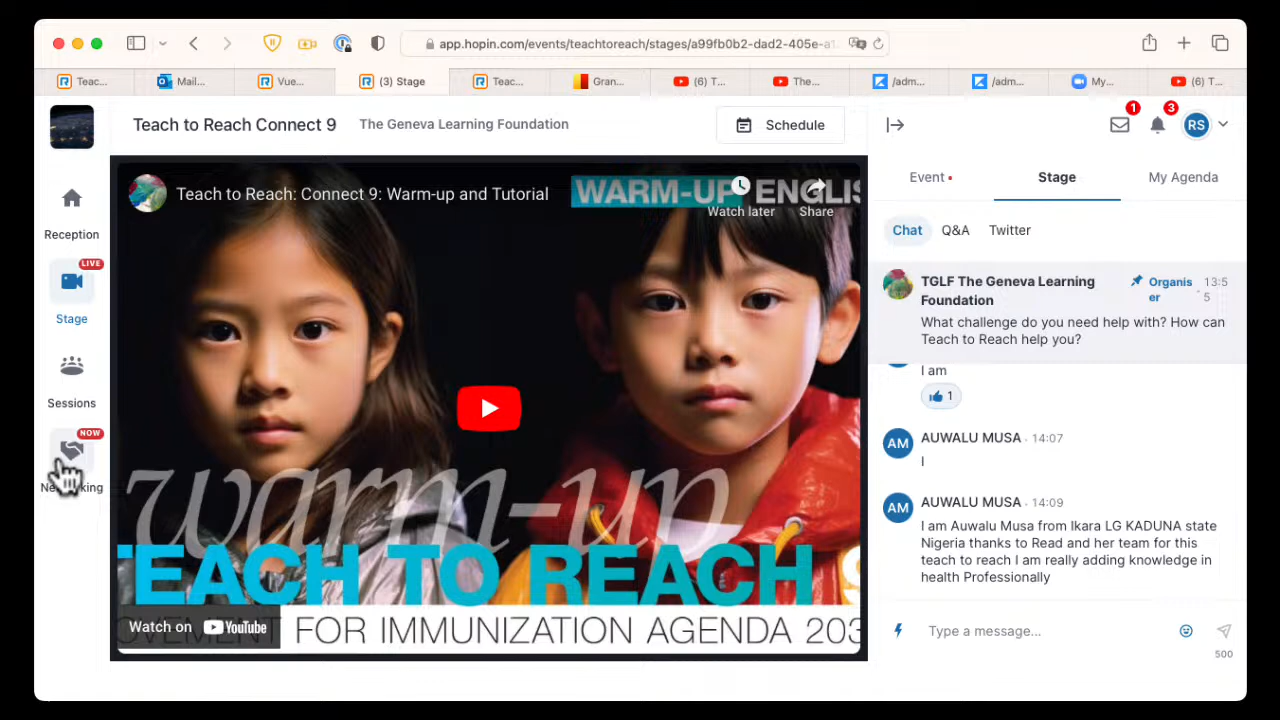 app.hopin.com/events/teachtoreach/stages/a99fb0b2-dad2-405e-a1
Teac...
Mail...
Vue...
(3) Stage
Teac...
Gran...
(6) T...
The...
/adm...
/adm...
My...
(6) T...
Teach to Reach Connect 9
The Geneva Learning Foundation
Schedule
1
3
RS
Reception
LIVE
Stage
Sessions
NOW
Teach to Reach: Connect 9: Warm-up and Tutorial
WARM-UP ENGLIS
Watch later
Share
warm-up
TEACH TO REACH 9
Watch on YouTube
FOR IMMUNIZATION AGENDA 203
Event
Stage
My Agenda
Chat
Q&A
Twitter
TGLF The Geneva Learning
Foundation
Organis
er
13:5
5
What challenge do you need help with? How can
Teach to Reach help you?
I am
1
AM
AUWALU MUSA · 14:07
I
AM
AUWALU MUSA · 14:09
I am Auwalu Musa from Ikara LG KADUNA state
Nigeria thanks to Read and her team for this
teach to reach I am really adding knowledge in
health Professionally
Type a message...
500